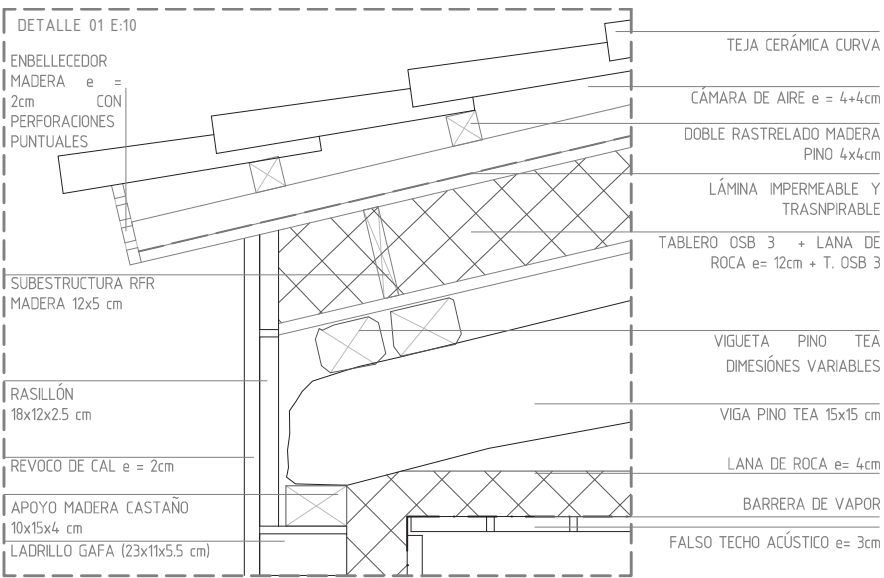 DETALLE 01 E:10
ENBELLECEDOR
MADERA e =
2cm CON
PERFORACIONES
PUNTUALES
SUBESTRUCTURA RFR
MADERA 12x5 cm
RASILLÓN
18x12x2.5 cm
REVOCO DE CAL e = 2cm
APOYO MADERA CASTAÑO
10x15x4 cm
LADRILLO GAFA (23x11x5.5 cm)
TEJA CERÁMICA CURVA
CÁMARA DE AIRE e = 4+4cm
DOBLE RASTRELADO MADERA
PINO 4x4cm
LÁMINA IMPERMEABLE Y
TRASNPIRABLE
TABLERO OSB 3 + LANA DE
ROCA e= 12cm + T. OSB 3
VIGUETA PINO TEA
DIMESIÓNES VARIABLES
VIGA PINO TEA 15x15 cm
LANA DE ROCA e= 4cm
BARRERA DE VAPOR
FALSO TECHO ACÚSTICO e= 3cm